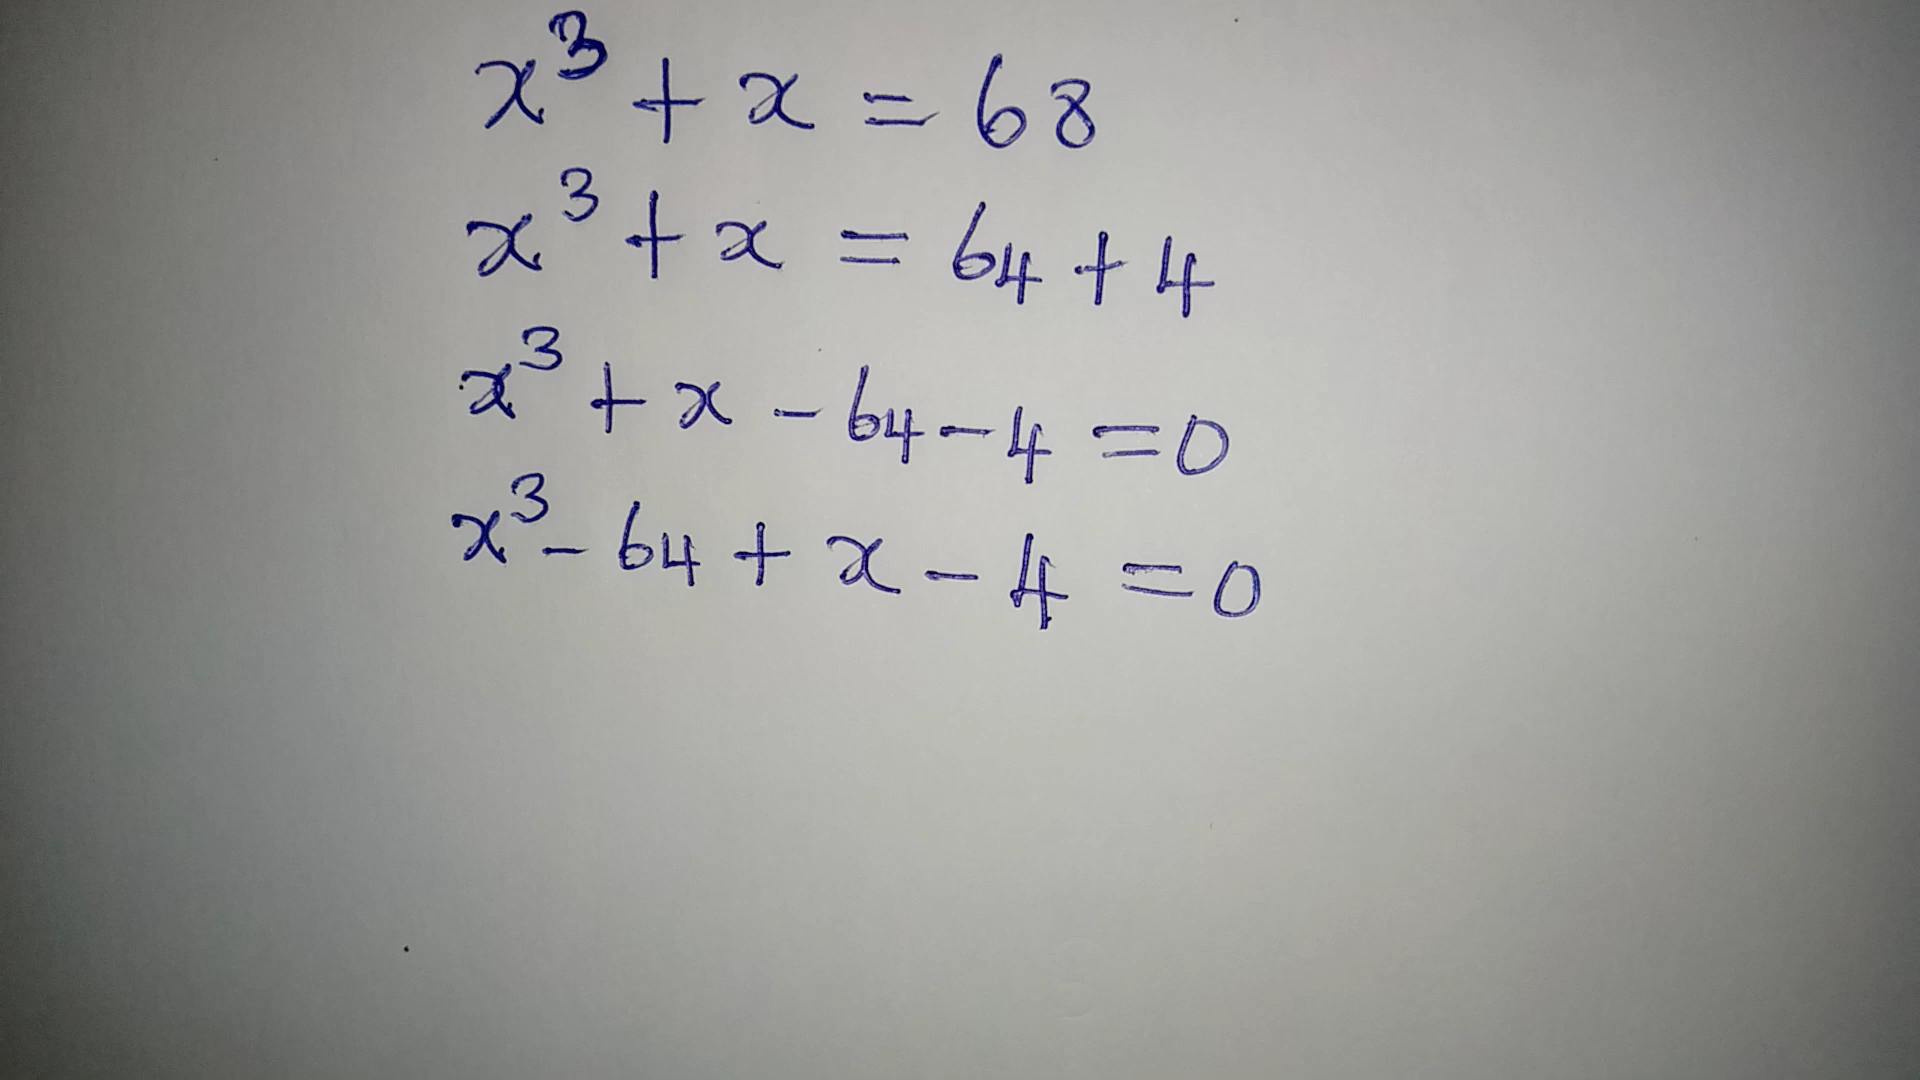 x³ + x = 68
x³ + x = 64 + 4
x³ + x - 64 - 4 = 0
x³ - 64 + x - 4 = 0